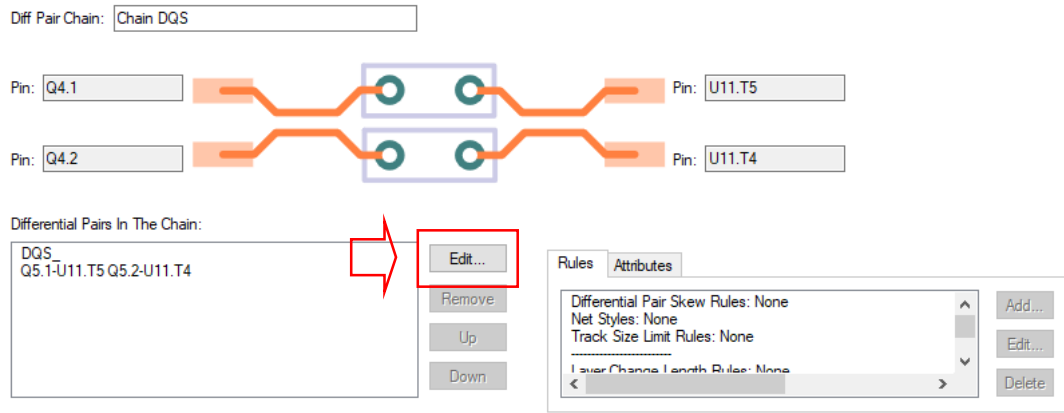 Diff Pair Chain: Chain DQS
Pin: Q4.1 Pin: U11.T5
Pin: Q4.2 Pin: U11.T4
Differential Pairs In The Chain:
DQS_
Q5.1-U11.T5 Q5.2-U11.T4
Edit...
Remove
Up
Down
Rules Attributes
Differential Pair Skew Rules: None
Net Styles: None
Track Size Limit Rules: None
-------------------------
Layer Change Length Rules: None
Add...
Edit...
Delete